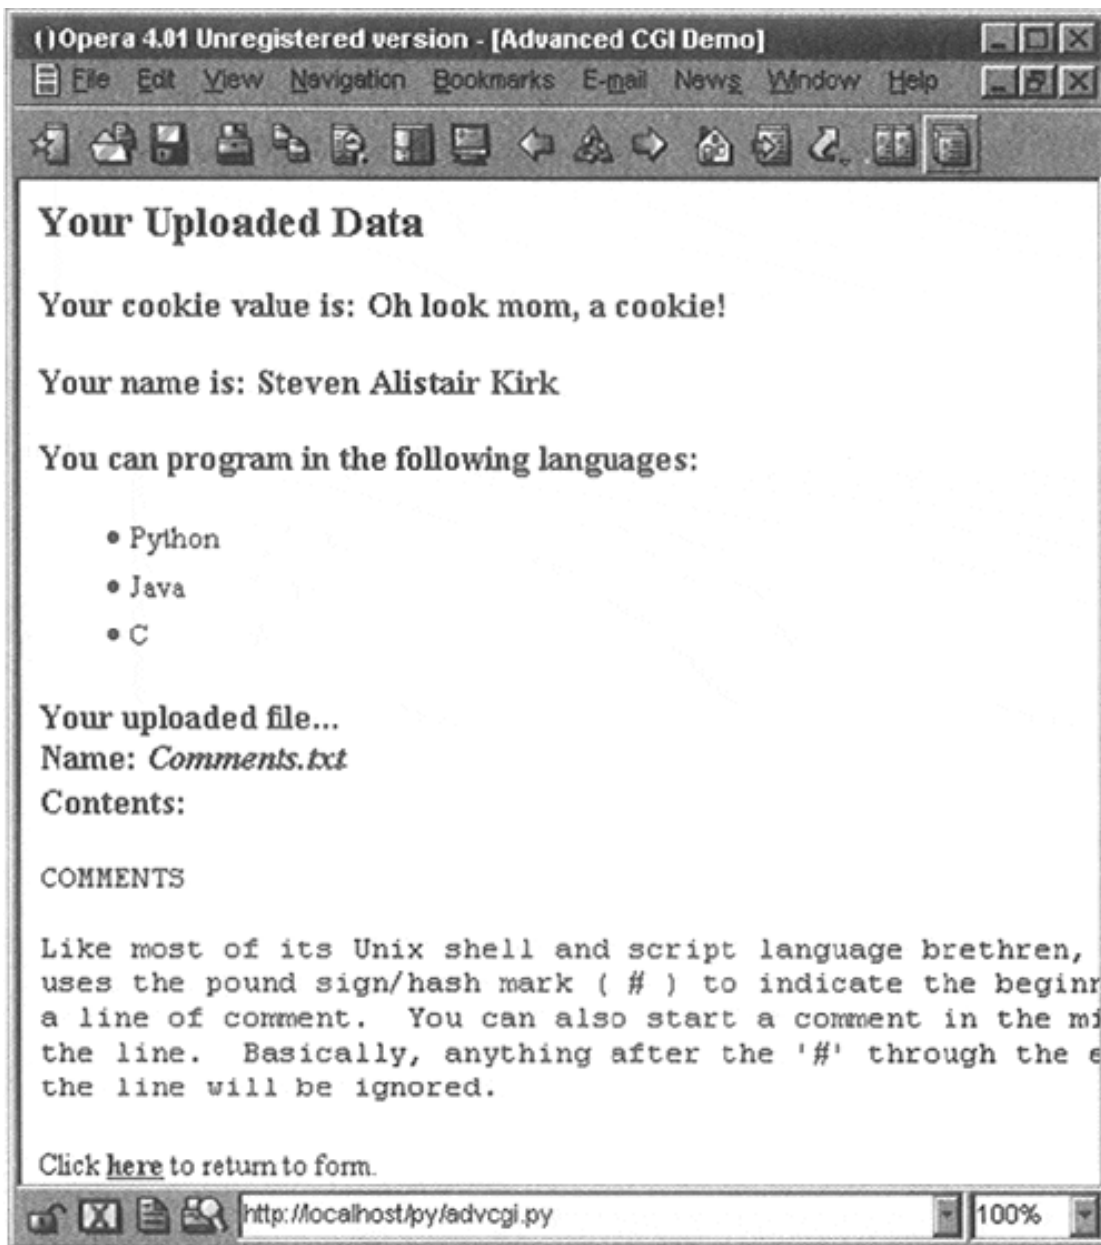 ()Opera 4.01 Unregistered version - [Advanced CGI Demo]
File Edit View Navigation Bookmarks E-mail News Window Help
Your Uploaded Data
Your cookie value is: Oh look mom, a cookie!
Your name is: Steven Alistair Kirk
You can program in the following languages:
• Python
• Java
• C
Your uploaded file...
Name: Comments.txt
Contents:
COMMENTS
Like most of its Unix shell and script language brethren,
uses the pound sign/hash mark ( # ) to indicate the beginn
a line of comment.  You can also start a comment in the mi
the line.  Basically, anything after the '#' through the e
the line will be ignored.
Click here to return to form.
http://localhost/py/advcgi.py 100%